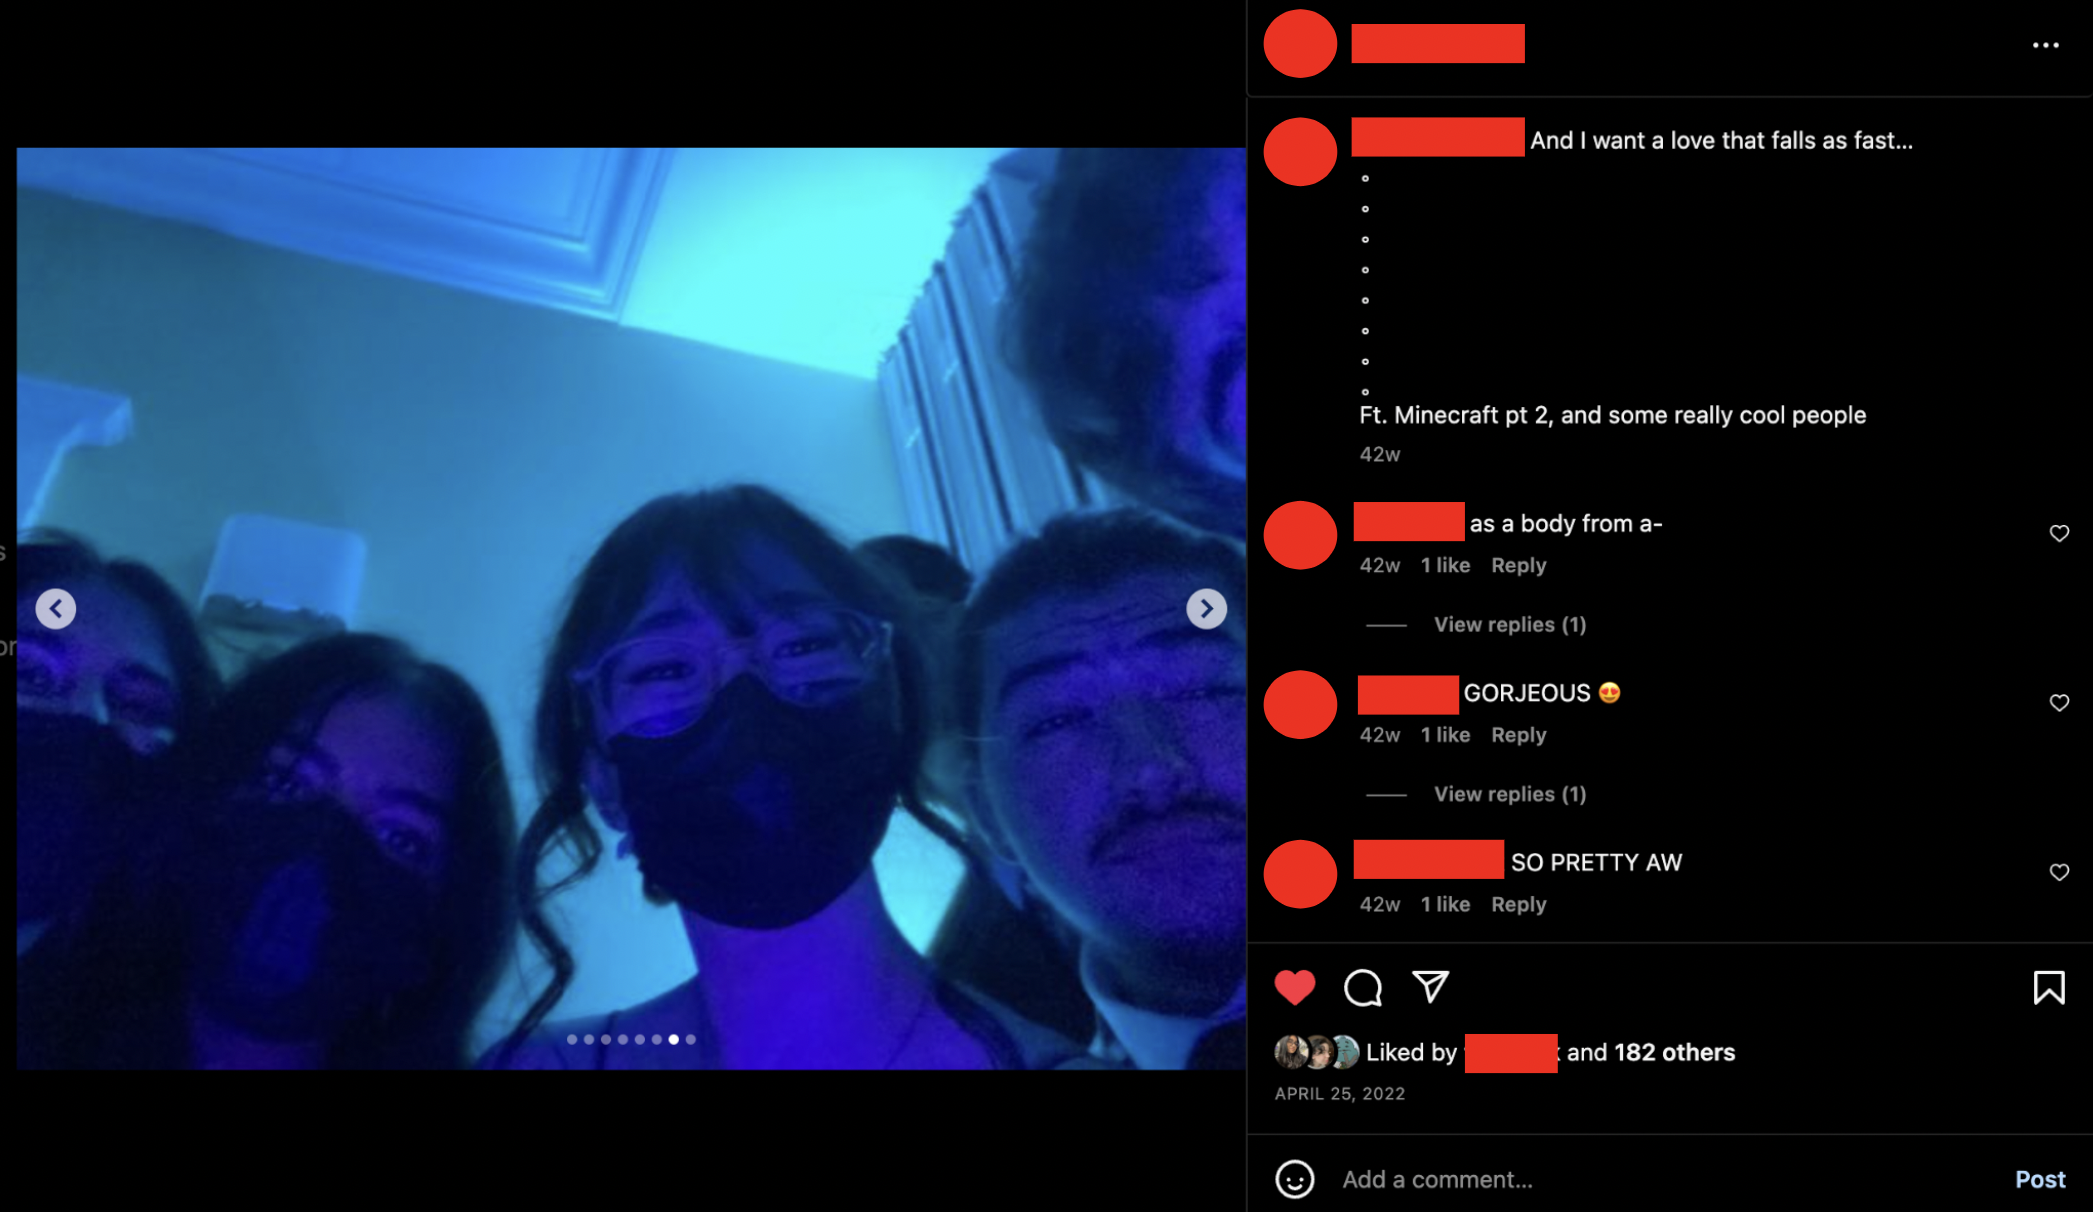 And I want a love that falls as fast...
Ft. Minecraft pt 2, and some really cool people
42w
as a body from a-
42w 1 like Reply
View replies (1)
GORJEOUS 😍
42w 1 like Reply
View replies (1)
SO PRETTY AW
42w 1 like Reply
Liked by and 182 others
APRIL 25, 2022
Add a comment... Post